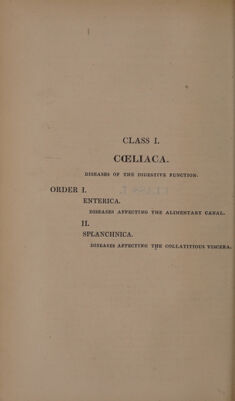 CLASS I.
CŒLIACA.
DISEASES OF THE DIGESTIVE FUNCTION.
ORDER I.
ENTERICA.
DISEASES AFFECTING THE ALIMENTARY CANAL.
II.
SPLANCHNICA.
DISEASES AFFECTING THE COLLATITIOUS VISCERA.